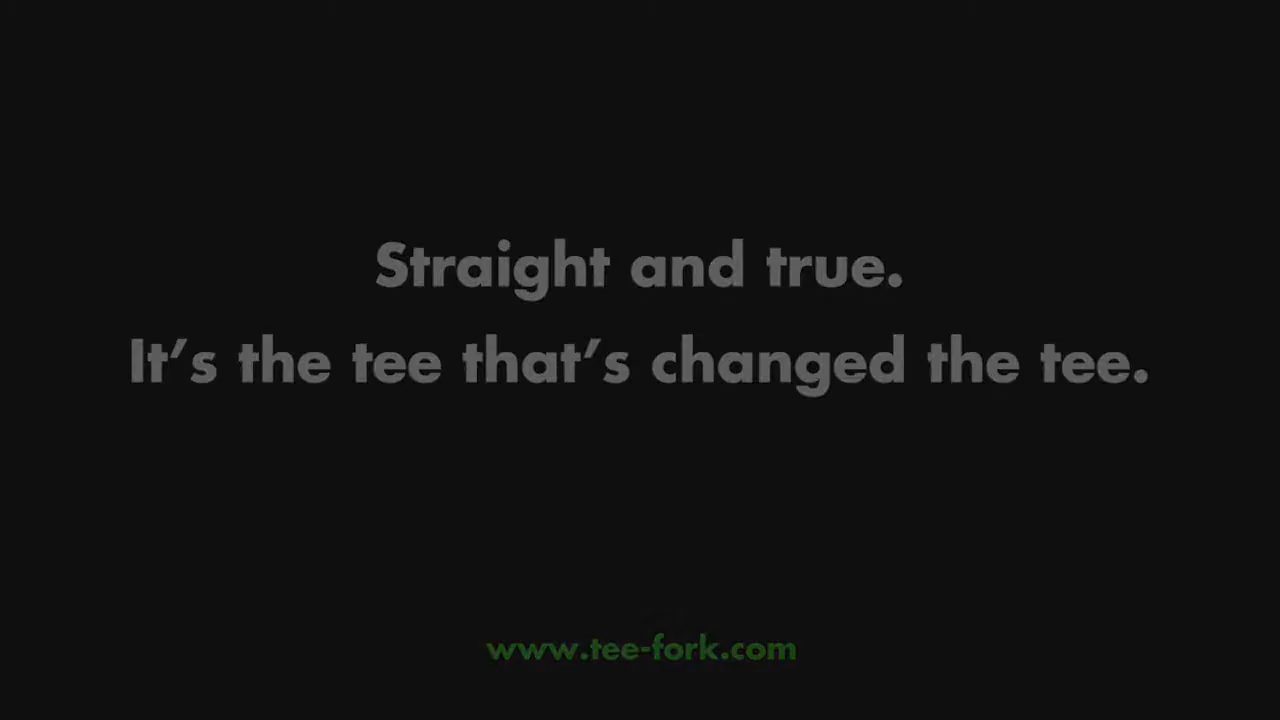 Straight and true.
It’s the tee that’s changed the tee.
www.tee-fork.com